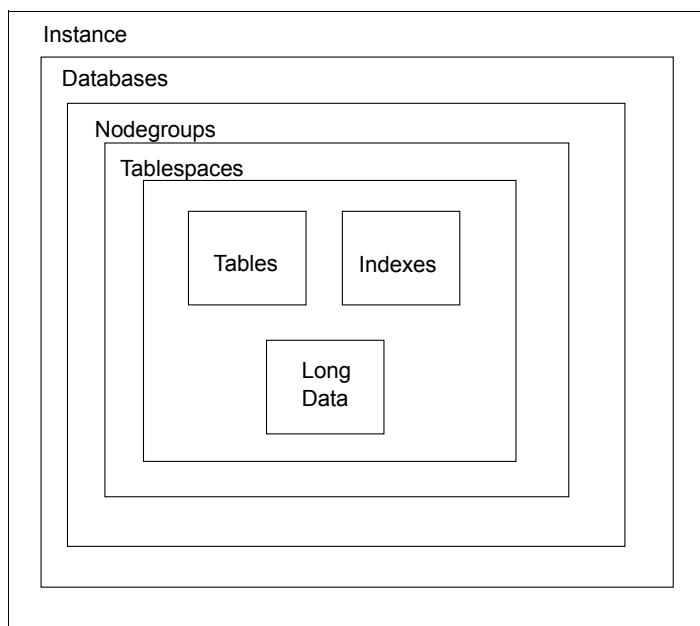 Instance
Databases
Nodegroups
Tablespaces
Tables
Indexes
Long
Data